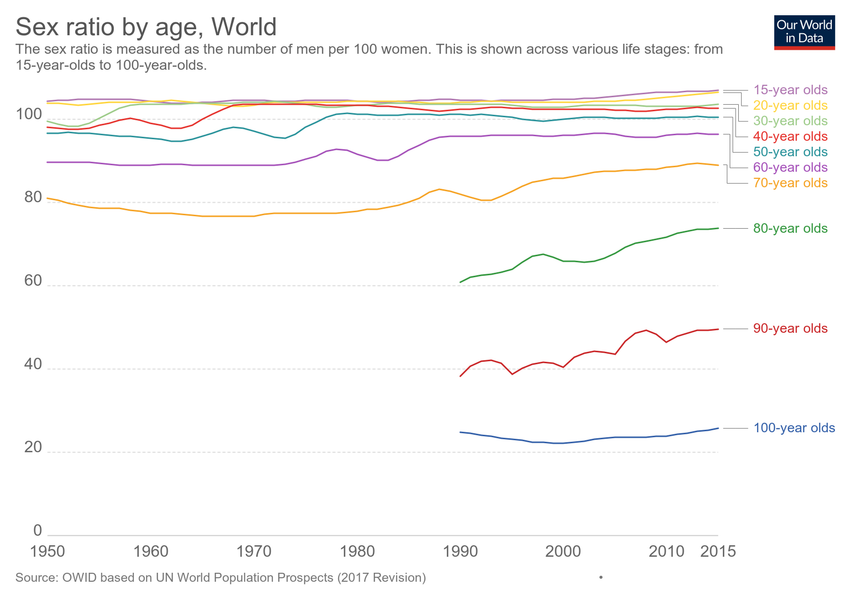 Sex ratio by age, World
Our World
in Data
The sex ratio is measured as the number of men per 100 women. This is shown across various life stages: from
15-year-olds to 100-year-olds.
15-year olds
20-year olds
30-year olds
40-year olds
50-year olds
60-year olds
70-year olds
80-year olds
90-year olds
100-year olds
100
80
60
40
20
0
1950 1960 1970 1980 1990 2000 2010 2015
Source: OWID based on UN World Population Prospects (2017 Revision)